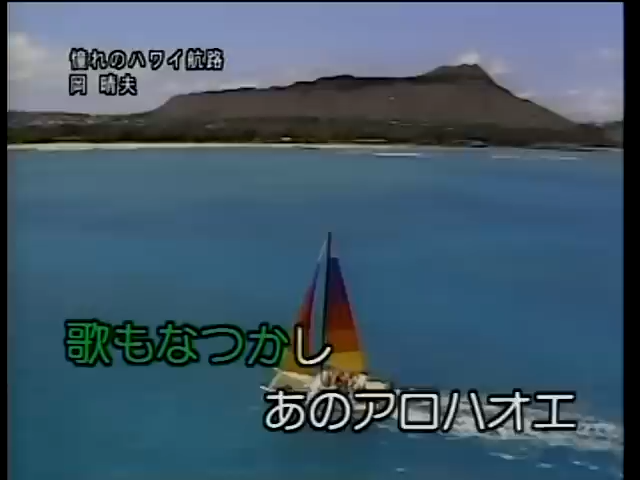 憧れのハワイ航路
岡 晴夫
歌もなつかし
あのアロハオエ